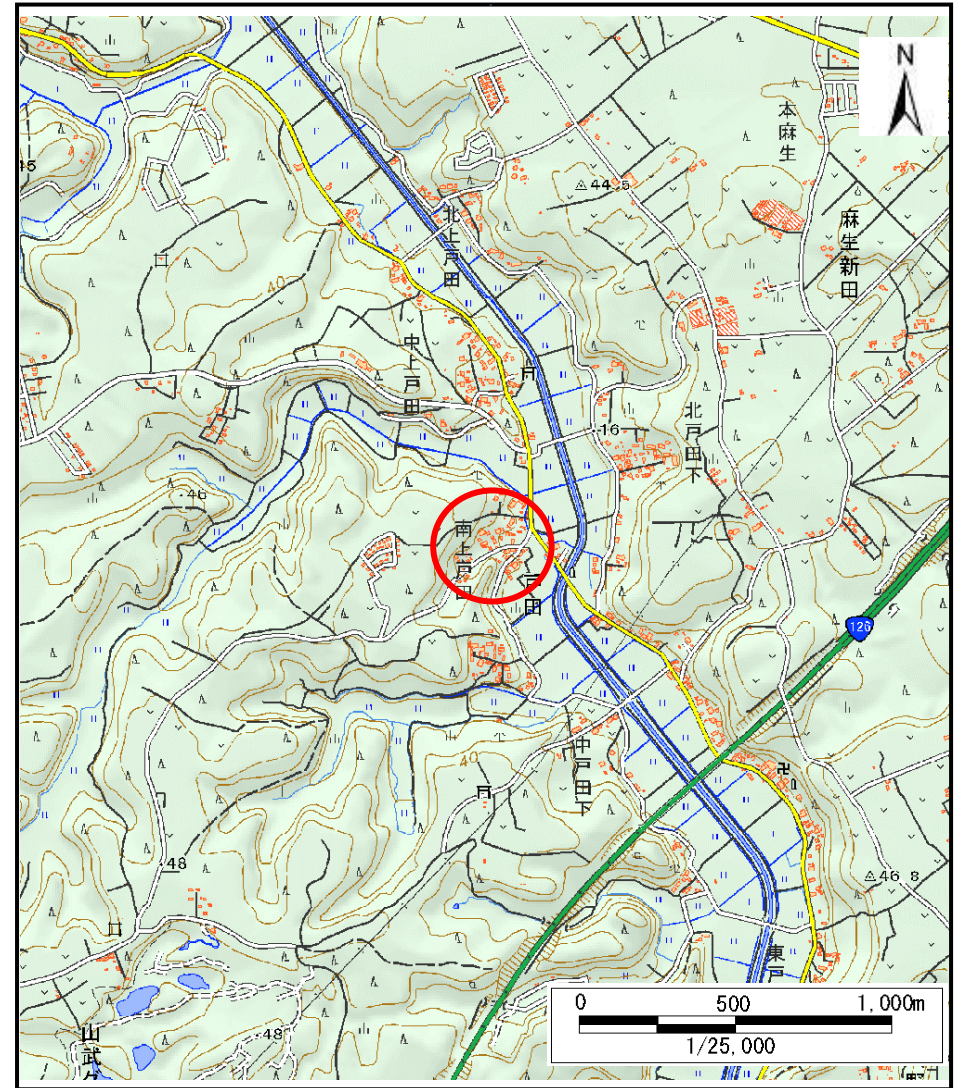 N
本麻生
45
44.5
北上戸田
麻生新田
40
中上戸田
北戸田下
16
46
南上戸田
戸田
126
40
中戸田下
48
46.8
東戸
48
山武
0 500 1,000m
1/25,000